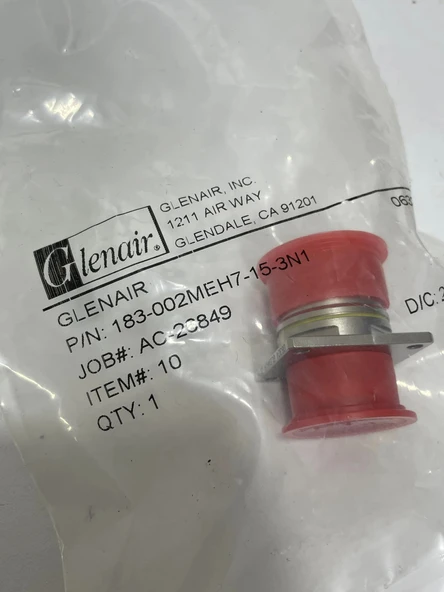 Glenair®
GLENAIR, INC.
1211 AIR WAY
GLENDALE, CA 91201
GLENAIR
P/N: 183-002MEH7-15-3N1
JOB#: AC-2C849
ITEM#: 10
QTY: 1
D/C: